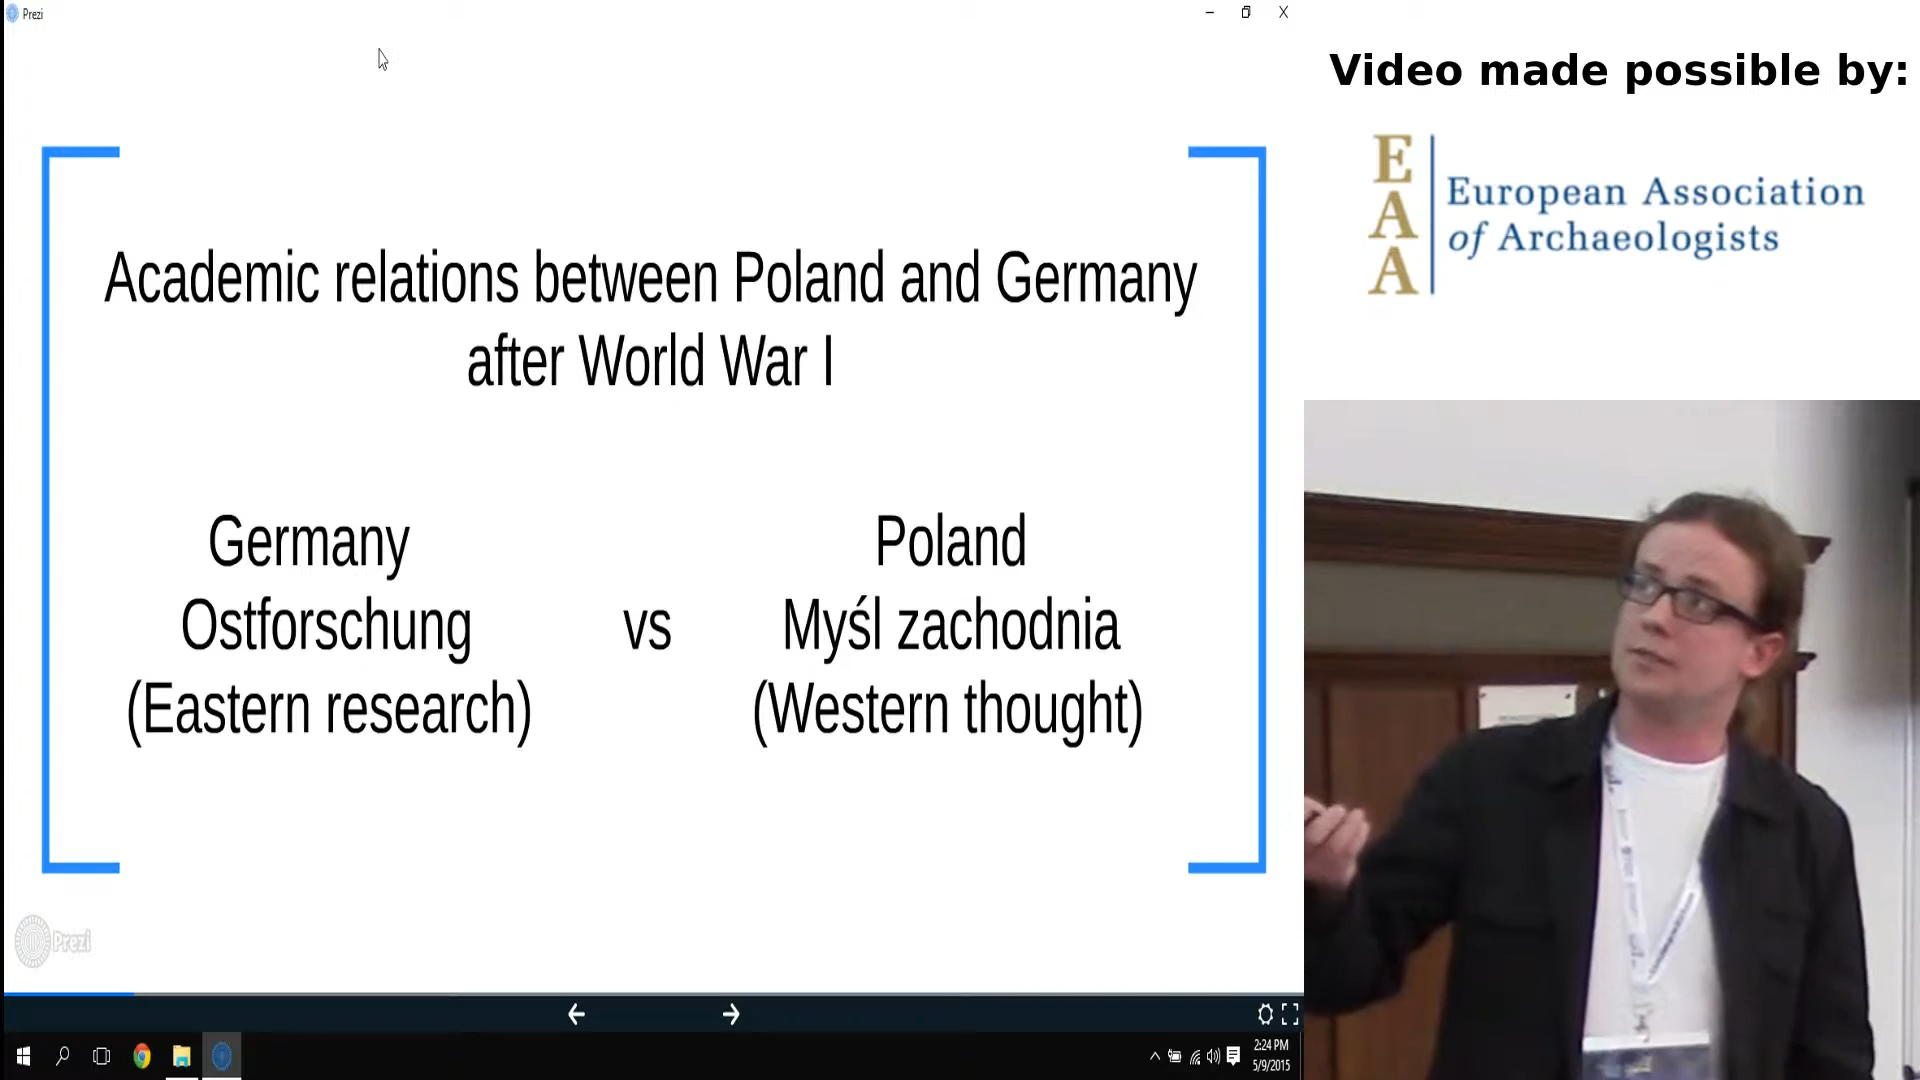 Prezi
Video made possible by:
EAA
European Association
of Archaeologists
Academic relations between Poland and Germany
after World War I
Germany
Ostforschung
(Eastern research)
vs
Poland
Myśl zachodnia
(Western thought)
Prezi
2:24 PM
5/9/2015